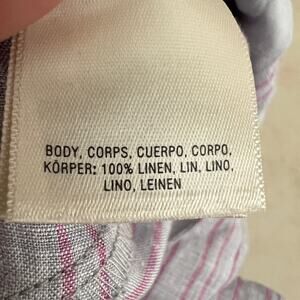 BODY, CORPS, CUERPO, CORPO,
KÖRPER: 100% LINEN, LIN, LINO,
LINO, LEINEN